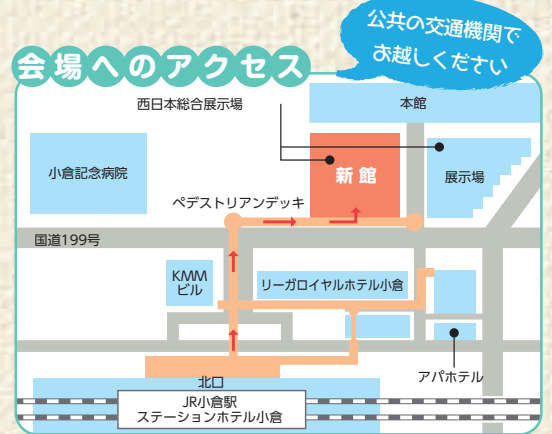 公共の交通機関で
お越しください
会場へのアクセス
西日本総合展示場
本館
小倉記念病院
新館
展示場
ペデストリアンデッキ
国道199号
KMM
ビル
リーガロイヤルホテル小倉
アパホテル
北口
JR小倉駅
ステーションホテル小倉